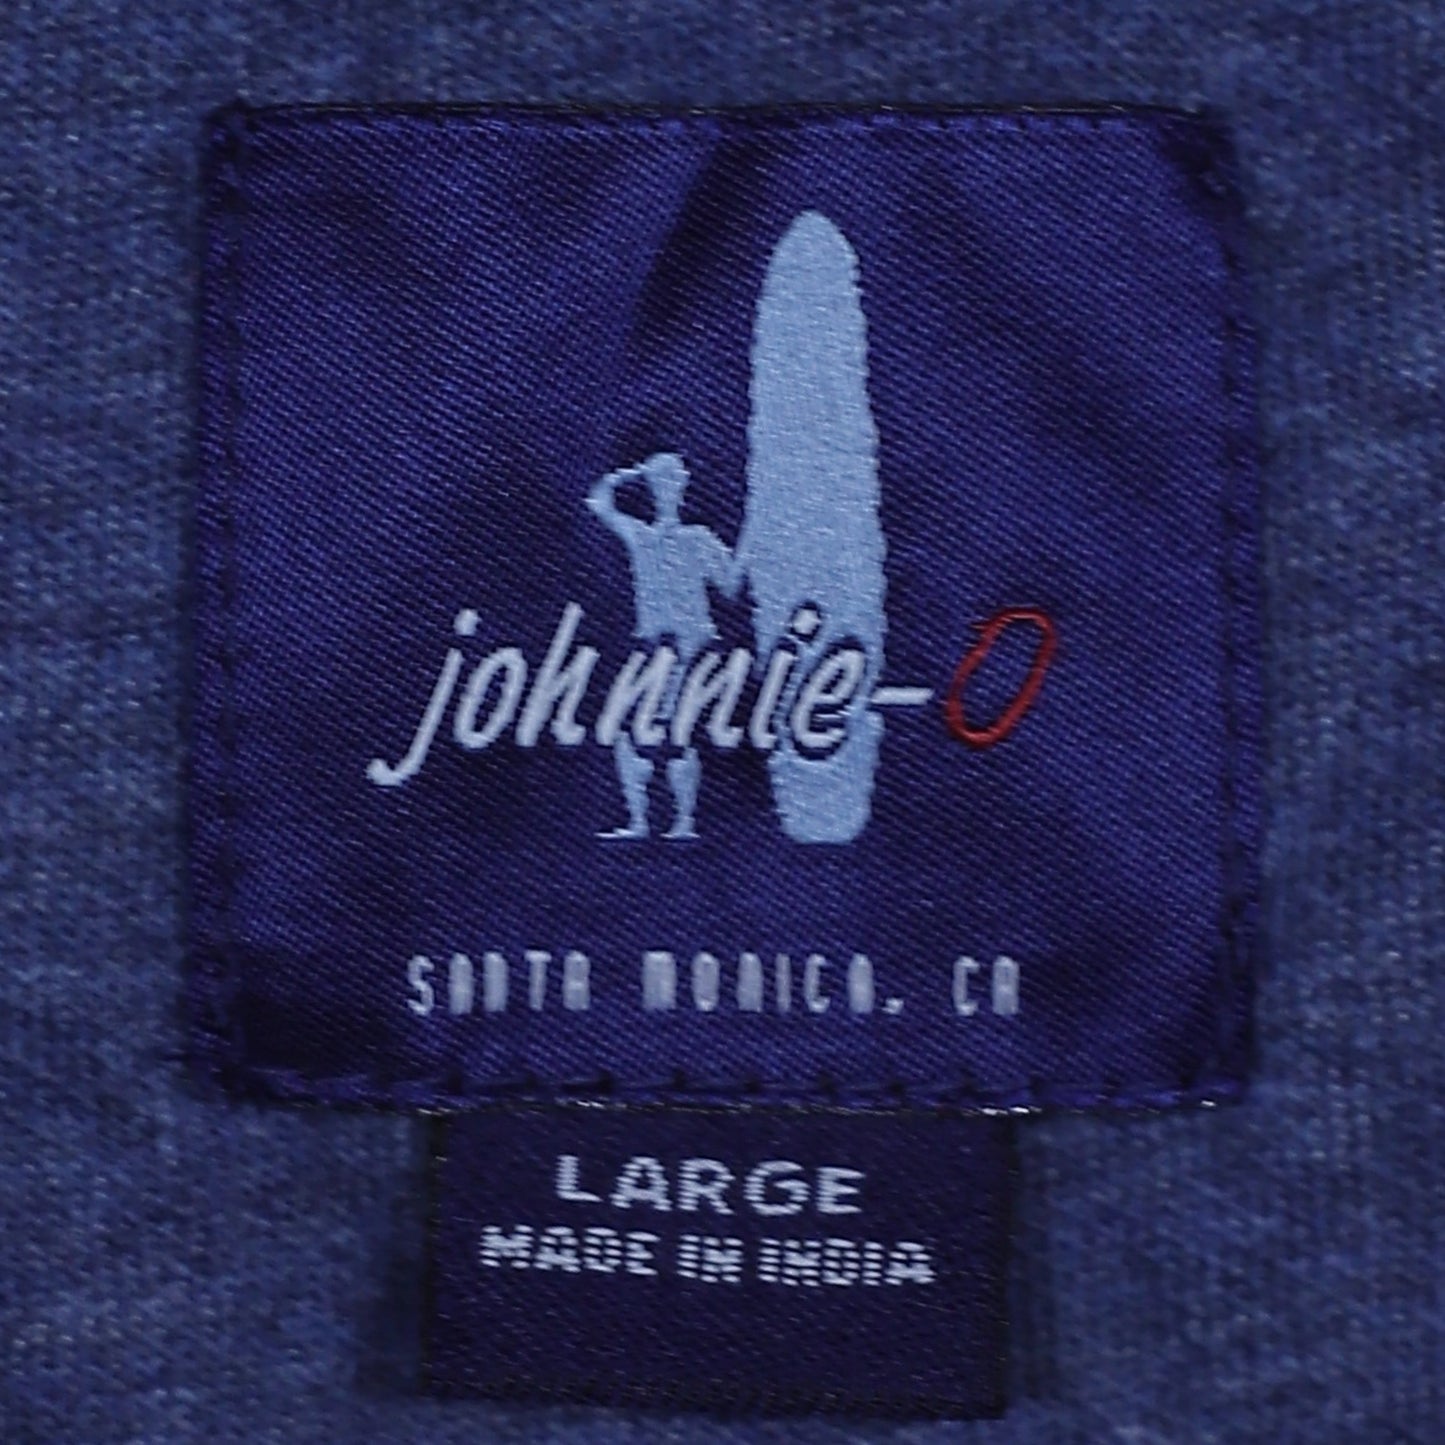 johnnie-O
SANTA MONICA, CA
LARGE
MADE IN INDIA